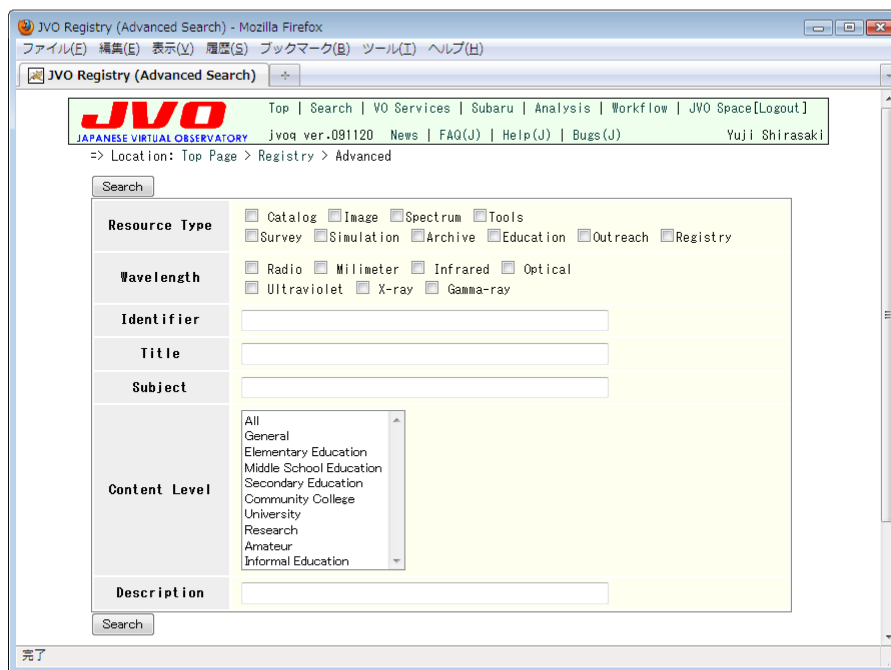 JVO Registry (Advanced Search) - Mozilla Firefox
ファイル(F) 編集(E) 表示(V) 履歴(S) ブックマーク(B) ツール(T) ヘルプ(H)
JVO Registry (Advanced Search)
JVO
JAPANESE VIRTUAL OBSERVATORY
Top | Search | VO Services | Subaru | Analysis | Workflow | JVO Space[Logout]
jvoq ver.091120 News | FAQ(J) | Help(J) | Bugs(J) Yuji Shirasaki
=> Location: Top Page > Registry > Advanced
Search
Resource Type
Catalog Image Spectrum Tools
Survey Simulation Archive Education Outreach Registry
Wavelength
Radio Milimeter Infrared Optical
Ultraviolet X-ray Gamma-ray
Identifier
Title
Subject
Content Level
All
General
Elementary Education
Middle School Education
Secondary Education
Community College
University
Research
Amateur
Informal Education
Description
Search
完了